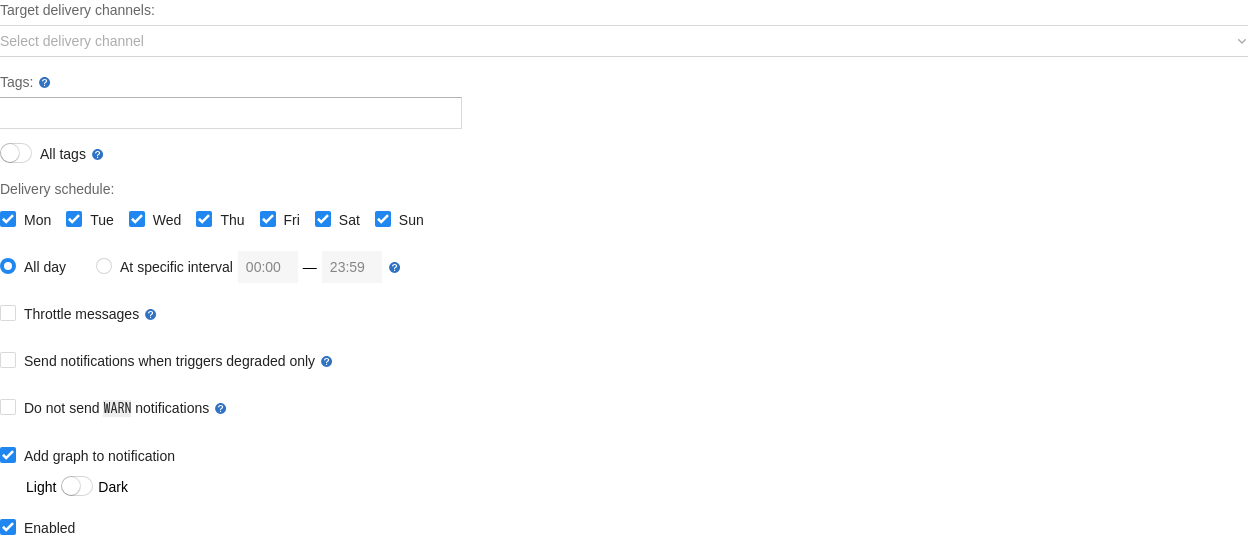 Target delivery channels:
Select delivery channel
Tags: ?
All tags ?
Delivery schedule:
Mon Tue Wed Thu Fri Sat Sun
All day At specific interval 00:00 — 23:59 ?
Throttle messages ?
Send notifications when triggers degraded only ?
Do not send WARN notifications ?
Add graph to notification
Light Dark
Enabled